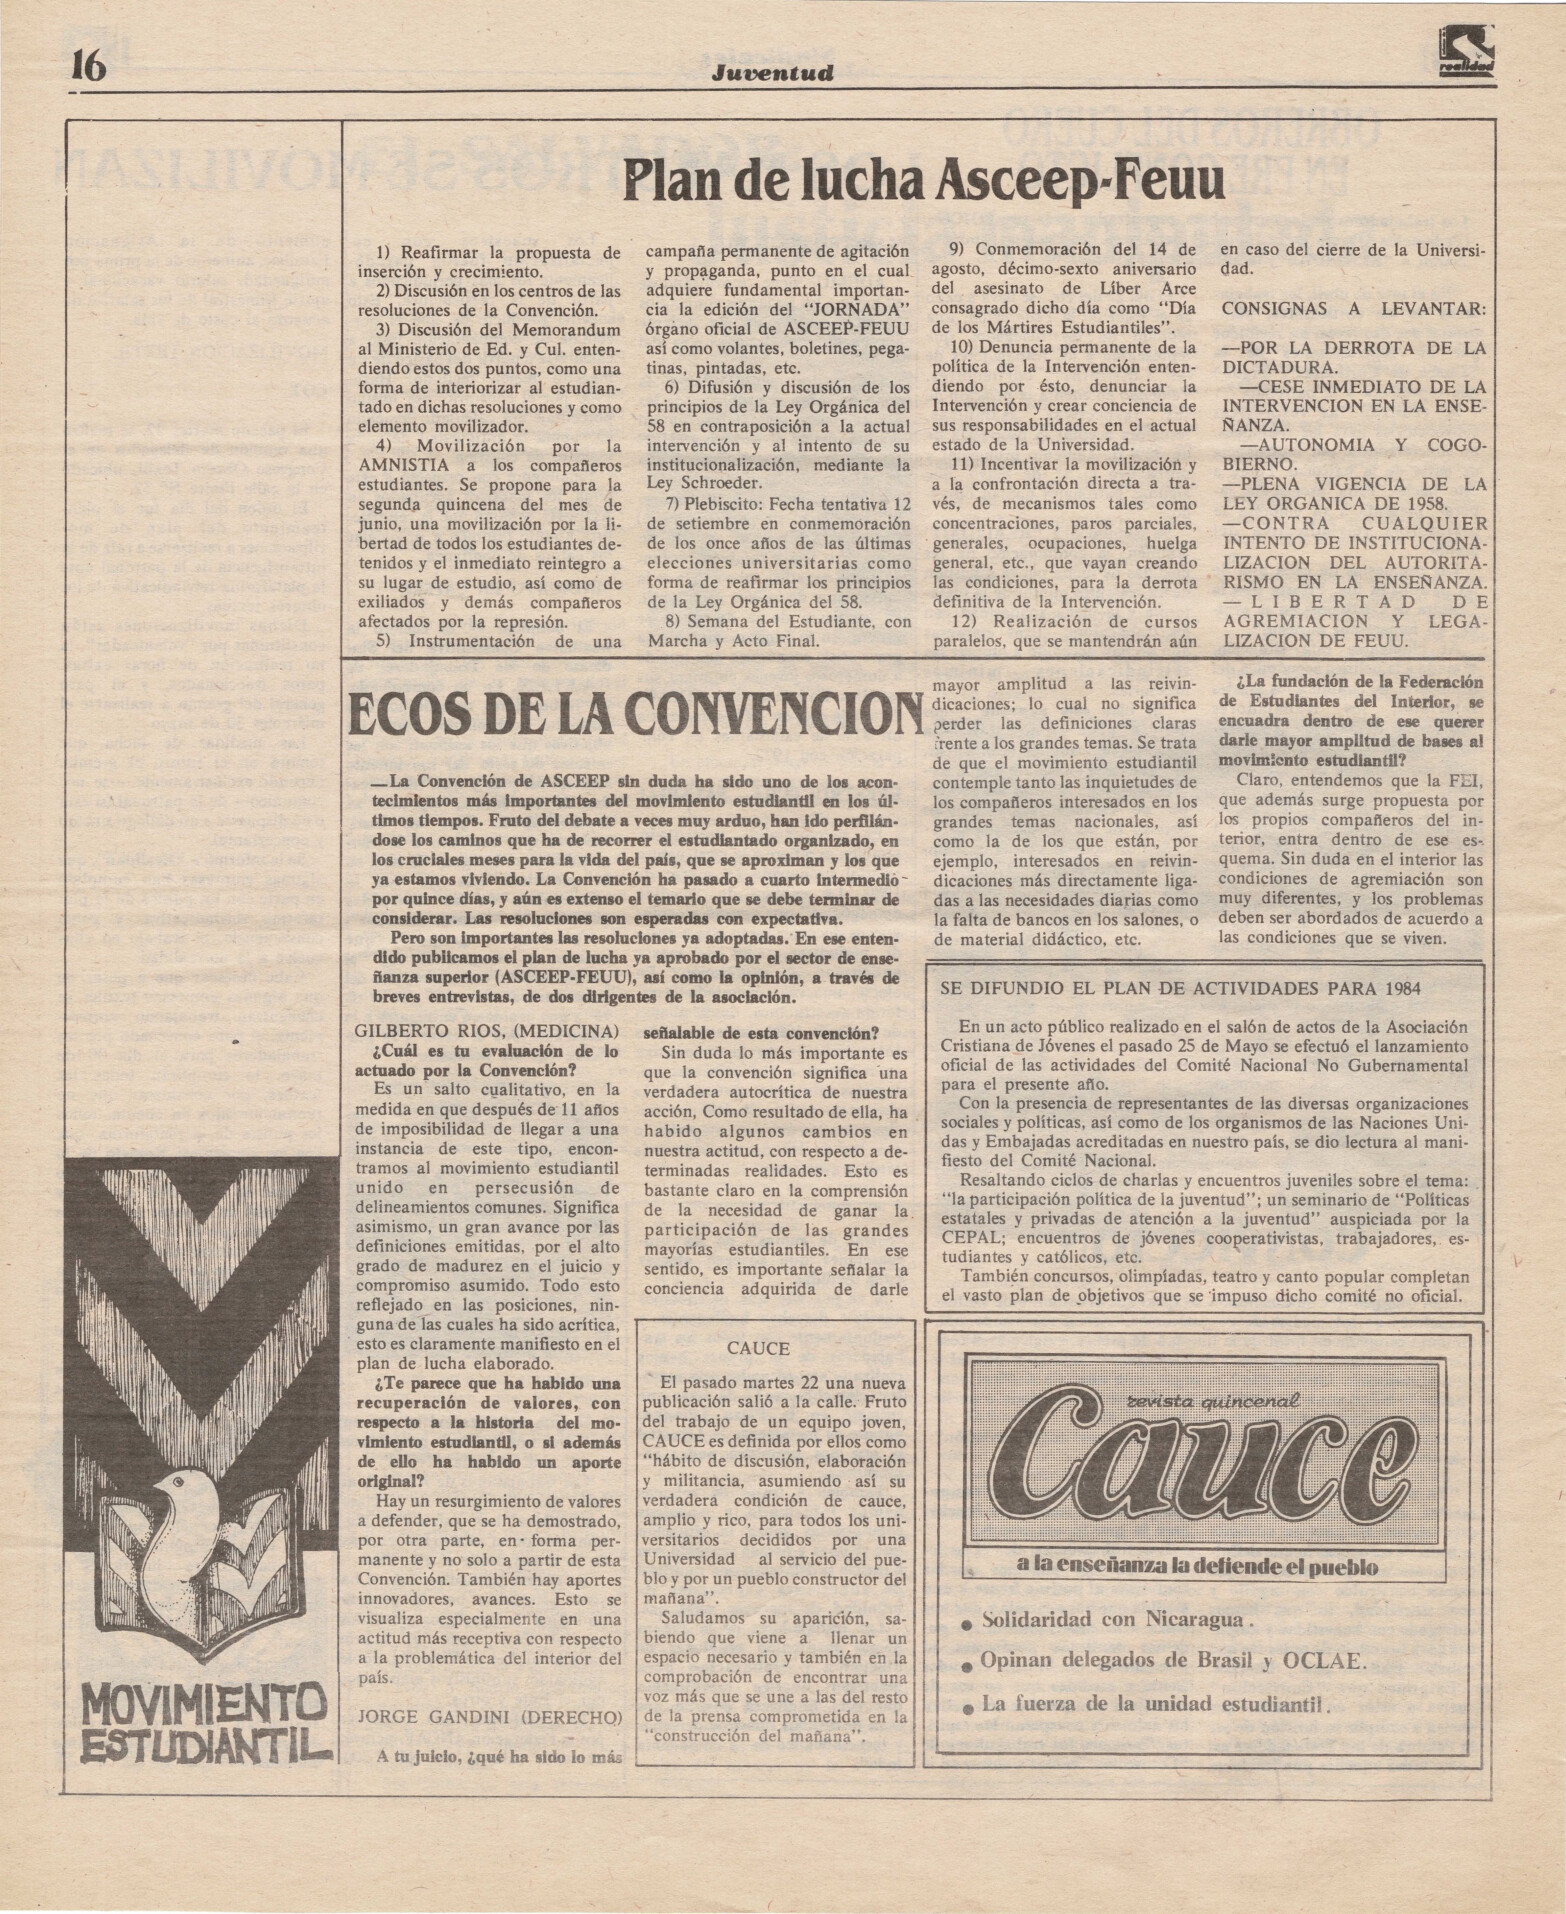 16
Juventud
realidad
Plan de lucha Asceep-Feuu
1) Reafirmar la propuesta de
inserción y crecimiento.
2) Discusión en los centros de las
resoluciones de la Convención.
3) Discusión del Memorandum
al Ministerio de Ed. y Cul. enten-
diendo estos dos puntos, como una
forma de interiorizar al estudian-
tado en dichas resoluciones y como
elemento movilizador.
4) Movilización por la
AMNISTIA a los compañeros
estudiantes. Se propone para la
segunda quincena del mes de
junio, una movilización por la li-
bertad de todos los estudiantes de-
tenidos y el inmediato reintegro a
su lugar de estudio, así como de
exiliados y demás compañeros
afectados por la represión.
5) Instrumentación de una
campaña permanente de agitación
y propaganda, punto en el cual
adquiere fundamental importan-
cia la edición del "JORNADA"
órgano oficial de ASCEEP-FEUU
así como volantes, boletines, pega-
tinas, pintadas, etc.
6) Difusión y discusión de los
principios de la Ley Orgánica del
58 en contraposición a la actual
intervención y al intento de su
institucionalización, mediante la
Ley Schroeder.
7) Plebiscito: Fecha tentativa 12
de setiembre en conmemoración
de los once años de las últimas
elecciones universitarias como
forma de reafirmar los principios
de la Ley Orgánica del 58.
8) Semana del Estudiante, con
Marcha y Acto Final.
9) Conmemoración del 14 de
agosto, décimo-sexto aniversario
del asesinato de Líber Arce
consagrado dicho día como "Día
de los Mártires Estudiantiles".
10) Denuncia permanente de la
política de la Intervención enten-
diendo por ésto, denunciar la
Intervención y crear conciencia de
sus responsabilidades en el actual
estado de la Universidad.
11) Incentivar la movilización y
a la confrontación directa a tra-
vés, de mecanismos tales como
concentraciones, paros parciales,
generales, ocupaciones, huelga
general, etc., que vayan creando
las condiciones, para la derrota
definitiva de la Intervención.
12) Realización de cursos
paralelos, que se mantendrán aún
en caso del cierre de la Universi-
dad.
CONSIGNAS A LEVANTAR:
—POR LA DERROTA DE LA
DICTADURA.
—CESE INMEDIATO DE LA
INTERVENCION EN LA ENSE-
ÑANZA.
—AUTONOMIA Y COGO-
BIERNO.
—PLENA VIGENCIA DE LA
LEY ORGANICA DE 1958.
—CONTRA CUALQUIER
INTENTO DE INSTITUCIONA-
LIZACION DEL AUTORITA-
RISMO EN LA ENSEÑANZA.
—LIBERTAD DE
AGREMIACION Y LEGA-
LIZACION DE FEUU.
ECOS DE LA CONVENCION
—La Convención de ASCEEP sin duda ha sido uno de los acon-
tecimientos más importantes del movimiento estudiantil en los úl-
timos tiempos. Fruto del debate a veces muy arduo, han ido perfilán-
dose los caminos que ha de recorrer el estudiantado organizado, en
los cruciales meses para la vida del país, que se aproximan y los que
ya estamos viviendo. La Convención ha pasado a cuarto intermedio
por quince días, y aún es extenso el temario que se debe terminar de
considerar. Las resoluciones son esperadas con expectativa.
Pero son importantes las resoluciones ya adoptadas. En ese enten-
dido publicamos el plan de lucha ya aprobado por el sector de ense-
ñanza superior (ASCEEP-FEUU), así como la opinión, a través de
breves entrevistas, de dos dirigentes de la asociación.
GILBERTO RIOS, (MEDICINA)
¿Cuál es tu evaluación de lo
actuado por la Convención?
Es un salto cualitativo, en la
medida en que después de 11 años
de imposibilidad de llegar a una
instancia de este tipo, encon-
tramos al movimiento estudiantil
unido en persecusión de
delineamientos comunes. Significa
asimismo, un gran avance por las
definiciones emitidas, por el alto
grado de madurez en el juicio y
compromiso asumido. Todo esto
reflejado en las posiciones, nin-
guna de las cuales ha sido acrítica,
esto es claramente manifiesto en el
plan de lucha elaborado.
¿Te parece que ha habido una
recuperación de valores, con
respecto a la historia del mo-
vimiento estudiantil, o si además
de ello ha habido un aporte
original?
Hay un resurgimiento de valores
a defender, que se ha demostrado,
por otra parte, en forma per-
manente y no solo a partir de esta
Convención. También hay aportes
innovadores, avances. Esto se
visualiza especialmente en una
actitud más receptiva con respecto
a la problemática del interior del
país.
JORGE GANDINI (DERECHO)
A tu juicio, ¿qué ha sido lo más
señalable de esta convención?
Sin duda lo más importante es
que la convención significa una
verdadera autocrítica de nuestra
acción, Como resultado de ella, ha
habido algunos cambios en
nuestra actitud, con respecto a de-
terminadas realidades. Esto es
bastante claro en la comprensión
de la necesidad de ganar la
participación de las grandes
mayorías estudiantiles. En ese
sentido, es importante señalar la
conciencia adquirida de darle
mayor amplitud a las reivin-
dicaciones; lo cual no significa
perder las definiciones claras
frente a los grandes temas. Se trata
de que el movimiento estudiantil
contemple tanto las inquietudes de
los compañeros interesados en los
grandes temas nacionales, así
como la de los que están, por
ejemplo, interesados en reivin-
dicaciones más directamente liga-
das a las necesidades diarias como
la falta de bancos en los salones, o
de material didáctico, etc.
¿La fundación de la Federación
de Estudiantes del Interior, se
encuadra dentro de ese querer
darle mayor amplitud de bases al
movimiento estudiantil?
Claro, entendemos que la FEI,
que además surge propuesta por
los propios compañeros del in-
terior, entra dentro de ese es-
quema. Sin duda en el interior las
condiciones de agremiación son
muy diferentes, y los problemas
deben ser abordados de acuerdo a
las condiciones que se viven.
SE DIFUNDIO EL PLAN DE ACTIVIDADES PARA 1984
En un acto público realizado en el salón de actos de la Asociación
Cristiana de Jóvenes el pasado 25 de Mayo se efectuó el lanzamiento
oficial de las actividades del Comité Nacional No Gubernamental
para el presente año.
Con la presencia de representantes de las diversas organizaciones
sociales y políticas, así como de los organismos de las Naciones Uni-
das y Embajadas acreditadas en nuestro país, se dio lectura al mani-
fiesto del Comité Nacional.
Resaltando ciclos de charlas y encuentros juveniles sobre el tema:
"la participación política de la juventud"; un seminario de "Políticas
estatales y privadas de atención a la juventud" auspiciada por la
CEPAL; encuentros de jóvenes cooperativistas, trabajadores, es-
tudiantes y católicos, etc.
También concursos, olimpíadas, teatro y canto popular completan
el vasto plan de objetivos que se impuso dicho comité no oficial.
CAUCE
El pasado martes 22 una nueva
publicación salió a la calle. Fruto
del trabajo de un equipo joven,
CAUCE es definida por ellos como
"hábito de discusión, elaboración
y militancia, asumiendo así su
verdadera condición de cauce,
amplio y rico, para todos los uni-
versitarios decididos por una
Universidad al servicio del pue-
blo y por un pueblo constructor del
mañana".
Saludamos su aparición, sa-
biendo que viene a llenar un
espacio necesario y también en la
comprobación de encontrar una
voz más que se une a las del resto
de la prensa comprometida en la
"construcción del mañana".
revista quincenal
Cauce
a la enseñanza la defiende el pueblo
● Solidaridad con Nicaragua.
● Opinan delegados de Brasil y OCLAE.
● La fuerza de la unidad estudiantil.
MOVIMIENTO
ESTUDIANTIL